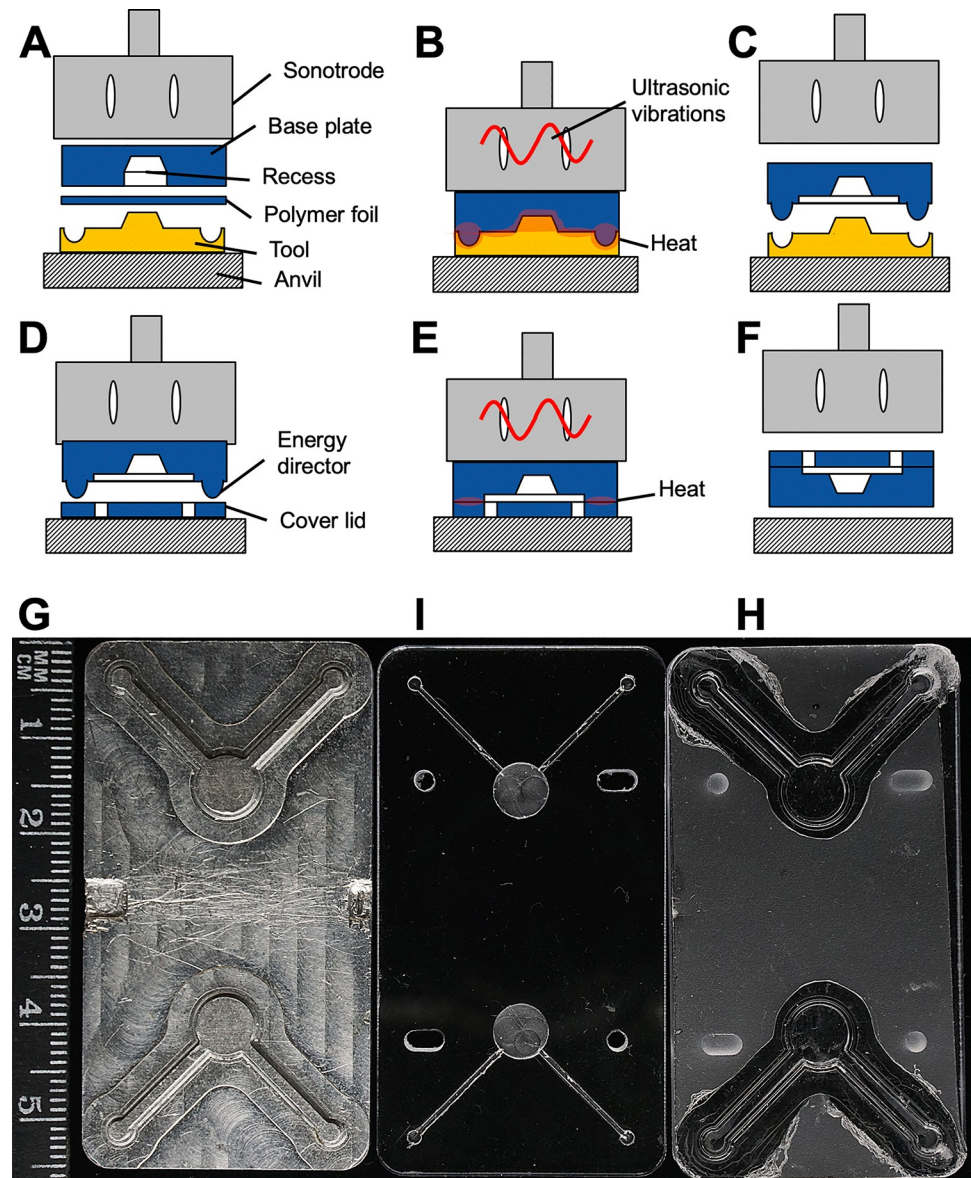 A
Sonotrode
Base plate
Recess
Polymer foil
Tool
Anvil
B
Ultrasonic
vibrations
Heat
C
D
Energy
director
Cover lid
E
Heat
F
G
I
H
MM
CM
1
2
3
4
5